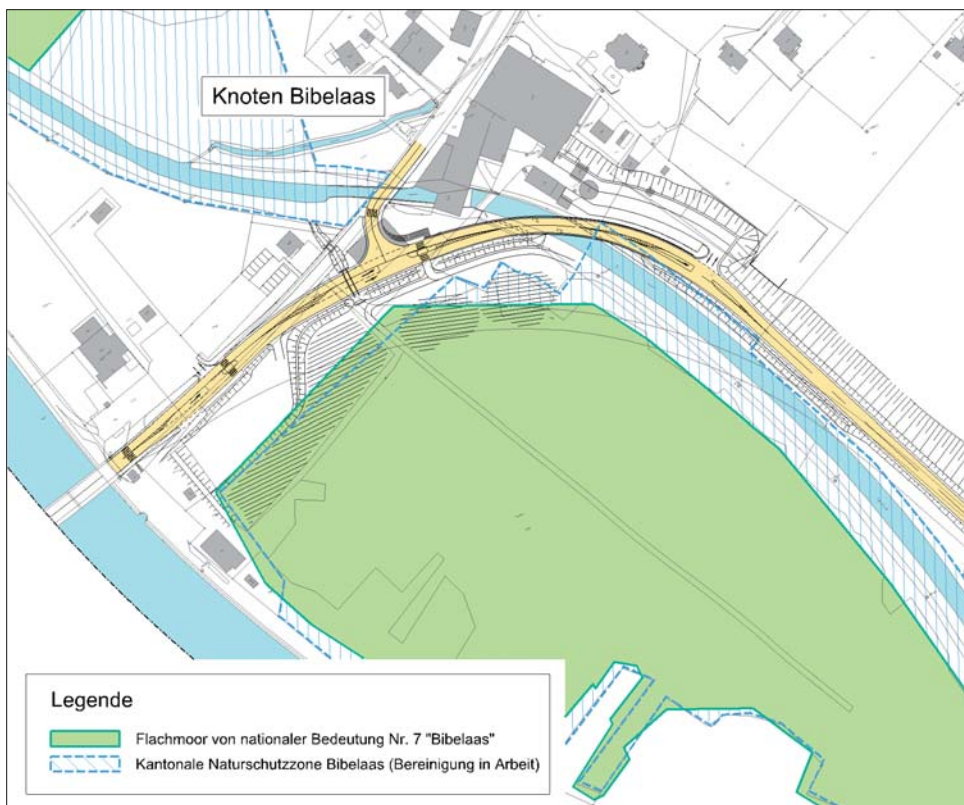 Knoten Bibelaas
Legende
Flachmoor von nationaler Bedeutung Nr. 7 "Bibelaas"
Kantonale Naturschutzzone Bibelaas (Bereinigung in Arbeit)